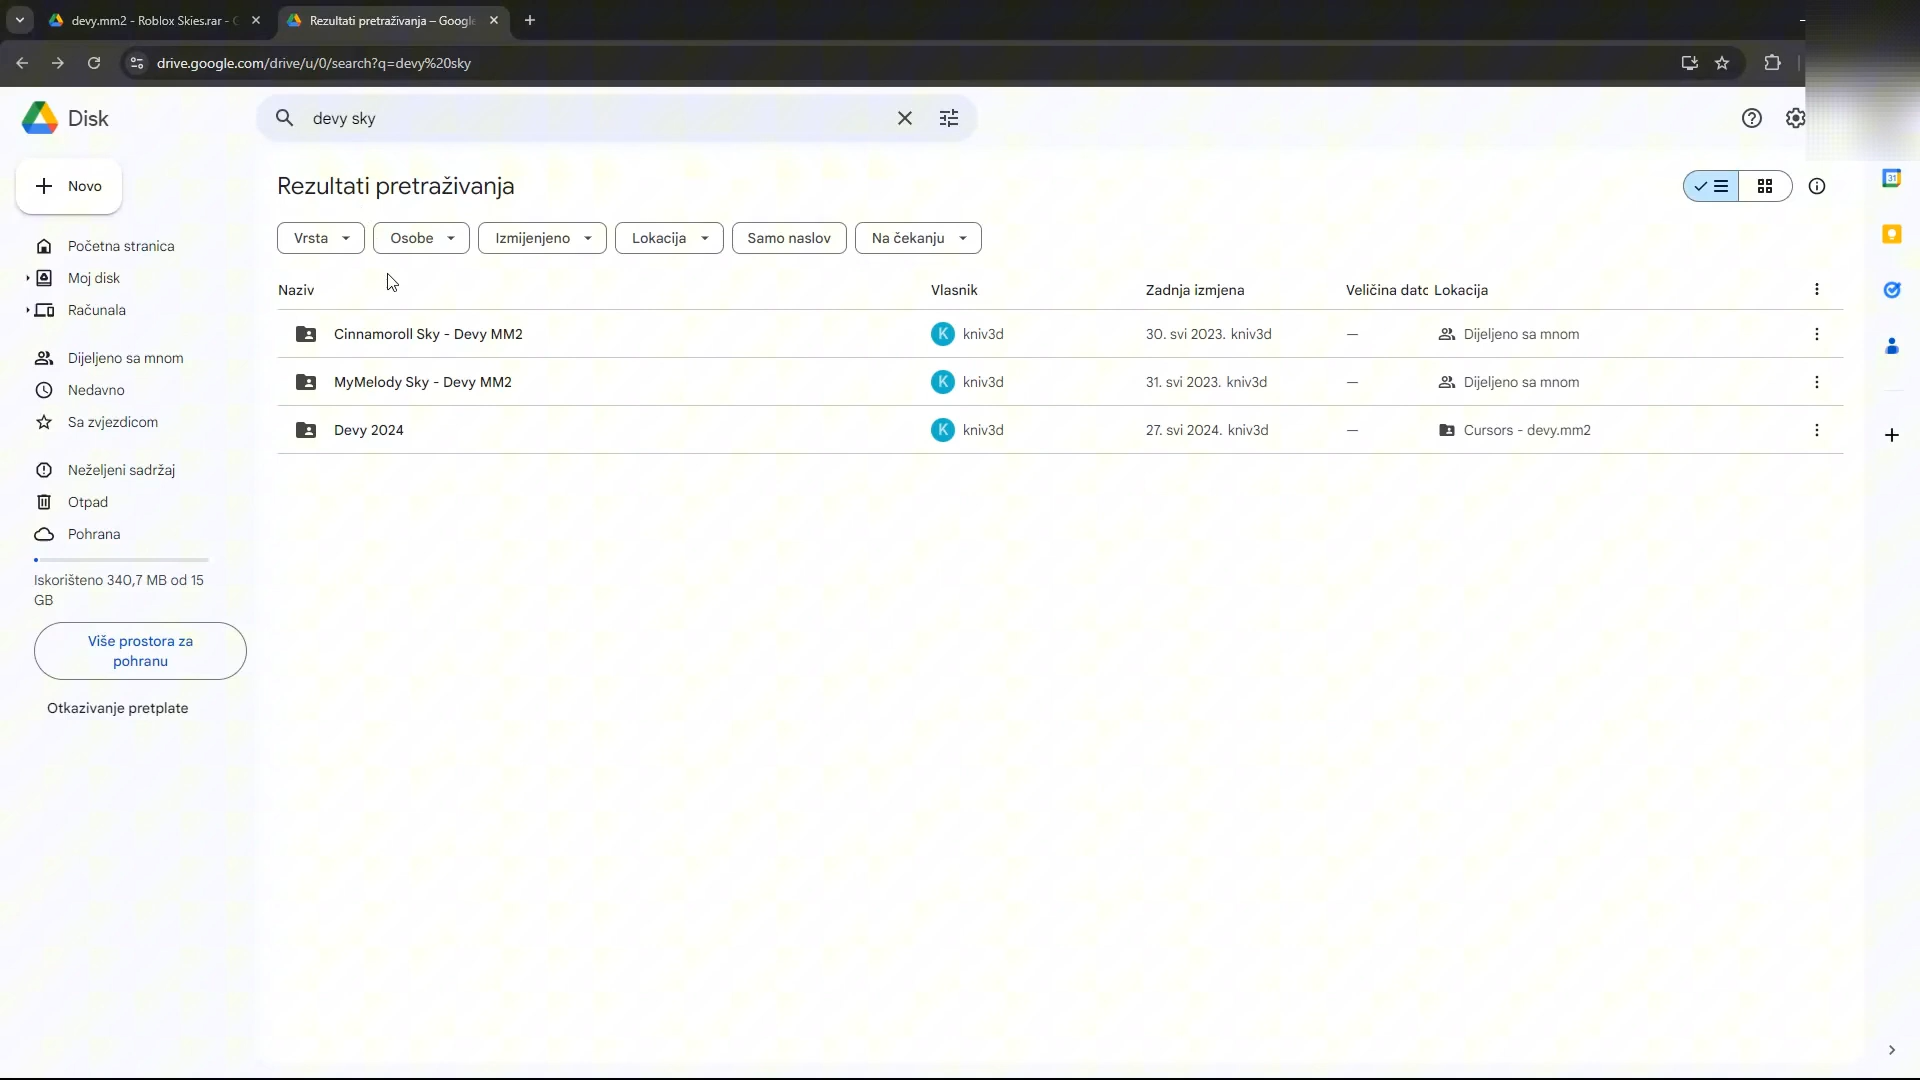 devy.mm2 - Roblox Skies.rar -
Rezultati pretraživanja – Google
drive.google.com/drive/u/0/search?q=devy%20sky
Disk
devy sky
Novo
Rezultati pretraživanja
Vrsta
Osobe
Izmijenjeno
Lokacija
Samo naslov
Na čekanju
31
Početna stranica
Moj disk
Računala
Dijeljeno sa mnom
Nedavno
Sa zvjezdicom
Neželjeni sadržaj
Otpad
Pohrana
Iskorišteno 340,7 MB od 15
GB
Više prostora za
pohranu
Otkazivanje pretplate
Naziv Vlasnik Zadnja izmjena Veličina datc Lokacija
Cinnamoroll Sky - Devy MM2 K kniv3d 30. svi 2023. kniv3d — Dijeljeno sa mnom
MyMelody Sky - Devy MM2 K kniv3d 31. svi 2023. kniv3d — Dijeljeno sa mnom
Devy 2024 K kniv3d 27. svi 2024. kniv3d — Cursors - devy.mm2